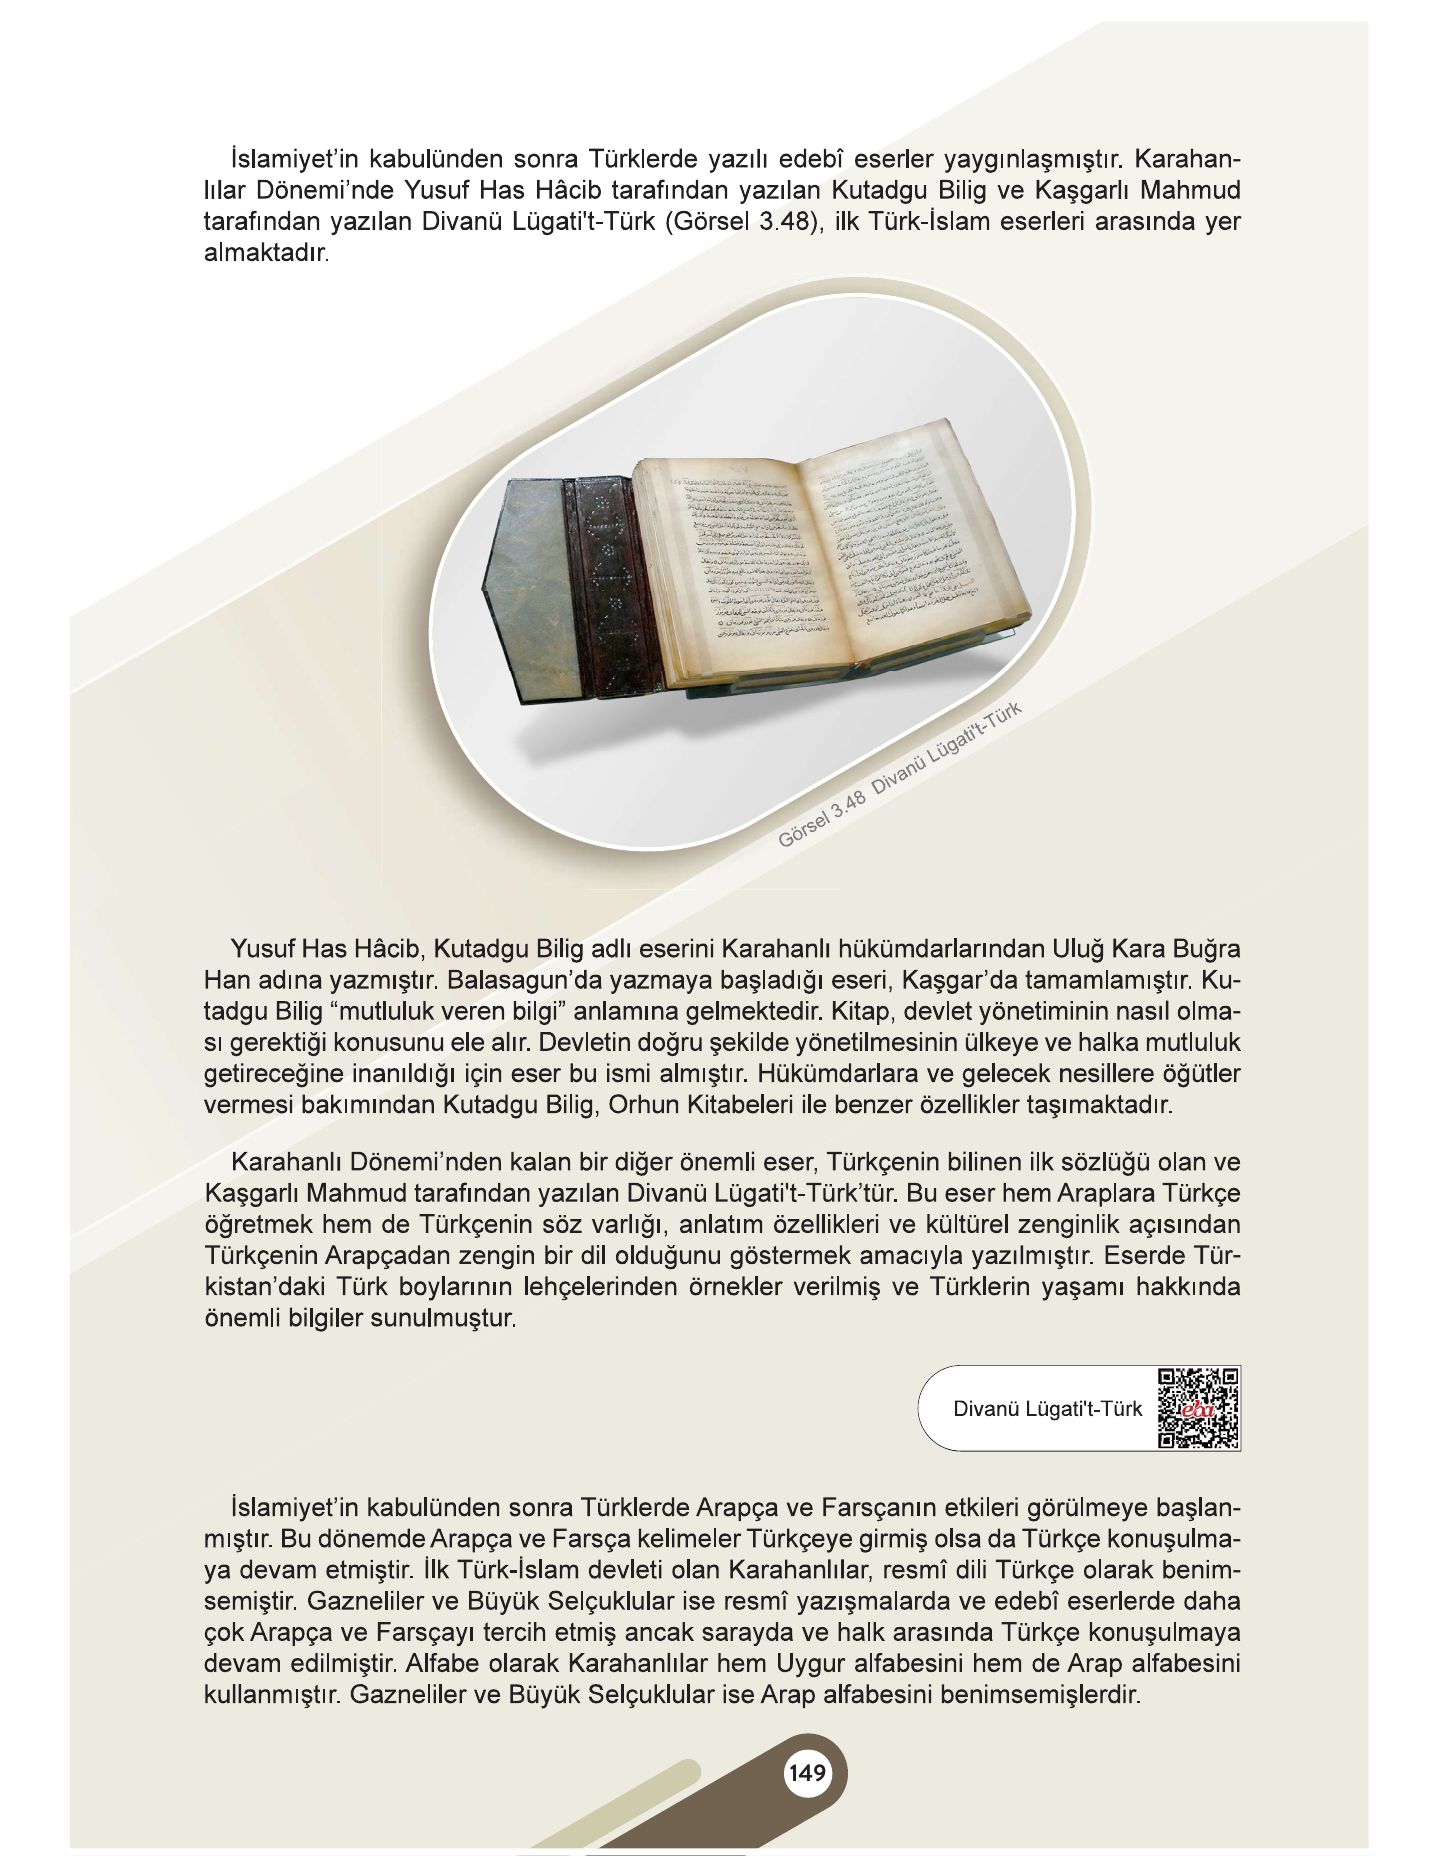 İslamiyet’in kabulünden sonra Türklerde yazılı edebî eserler yaygınlaşmıştır. Karahan-
lılar Dönemi’nde Yusuf Has Hâcib tarafından yazılan Kutadgu Bilig ve Kaşgarlı Mahmud
tarafından yazılan Divanü Lügati't-Türk (Görsel 3.48), ilk Türk-İslam eserleri arasında yer
almaktadır.
Görsel 3.48 Divanü Lügati't-Türk
Yusuf Has Hâcib, Kutadgu Bilig adlı eserini Karahanlı hükümdarlarından Uluğ Kara Buğra
Han adına yazmıştır. Balasagun’da yazmaya başladığı eseri, Kaşgar’da tamamlamıştır. Ku-
tadgu Bilig “mutluluk veren bilgi” anlamına gelmektedir. Kitap, devlet yönetiminin nasıl olma-
sı gerektiği konusunu ele alır. Devletin doğru şekilde yönetilmesinin ülkeye ve halka mutluluk
getireceğine inanıldığı için eser bu ismi almıştır. Hükümdarlara ve gelecek nesillere öğütler
vermesi bakımından Kutadgu Bilig, Orhun Kitabeleri ile benzer özellikler taşımaktadır.
Karahanlı Dönemi’nden kalan bir diğer önemli eser, Türkçenin bilinen ilk sözlüğü olan ve
Kaşgarlı Mahmud tarafından yazılan Divanü Lügati't-Türk’tür. Bu eser hem Araplara Türkçe
öğretmek hem de Türkçenin söz varlığı, anlatım özellikleri ve kültürel zenginlik açısından
Türkçenin Arapçadan zengin bir dil olduğunu göstermek amacıyla yazılmıştır. Eserde Tür-
kistan’daki Türk boylarının lehçelerinden örnekler verilmiş ve Türklerin yaşamı hakkında
önemli bilgiler sunulmuştur.
Divanü Lügati't-Türk
eba
İslamiyet’in kabulünden sonra Türklerde Arapça ve Farsçanın etkileri görülmeye başlan-
mıştır. Bu dönemde Arapça ve Farsça kelimeler Türkçeye girmiş olsa da Türkçe konuşulma-
ya devam etmiştir. İlk Türk-İslam devleti olan Karahanlılar, resmî dili Türkçe olarak benim-
semiştir. Gazneliler ve Büyük Selçuklular ise resmî yazışmalarda ve edebî eserlerde daha
çok Arapça ve Farsçayı tercih etmiş ancak sarayda ve halk arasında Türkçe konuşulmaya
devam edilmiştir. Alfabe olarak Karahanlılar hem Uygur alfabesini hem de Arap alfabesini
kullanmıştır. Gazneliler ve Büyük Selçuklular ise Arap alfabesini benimsemişlerdir.
149